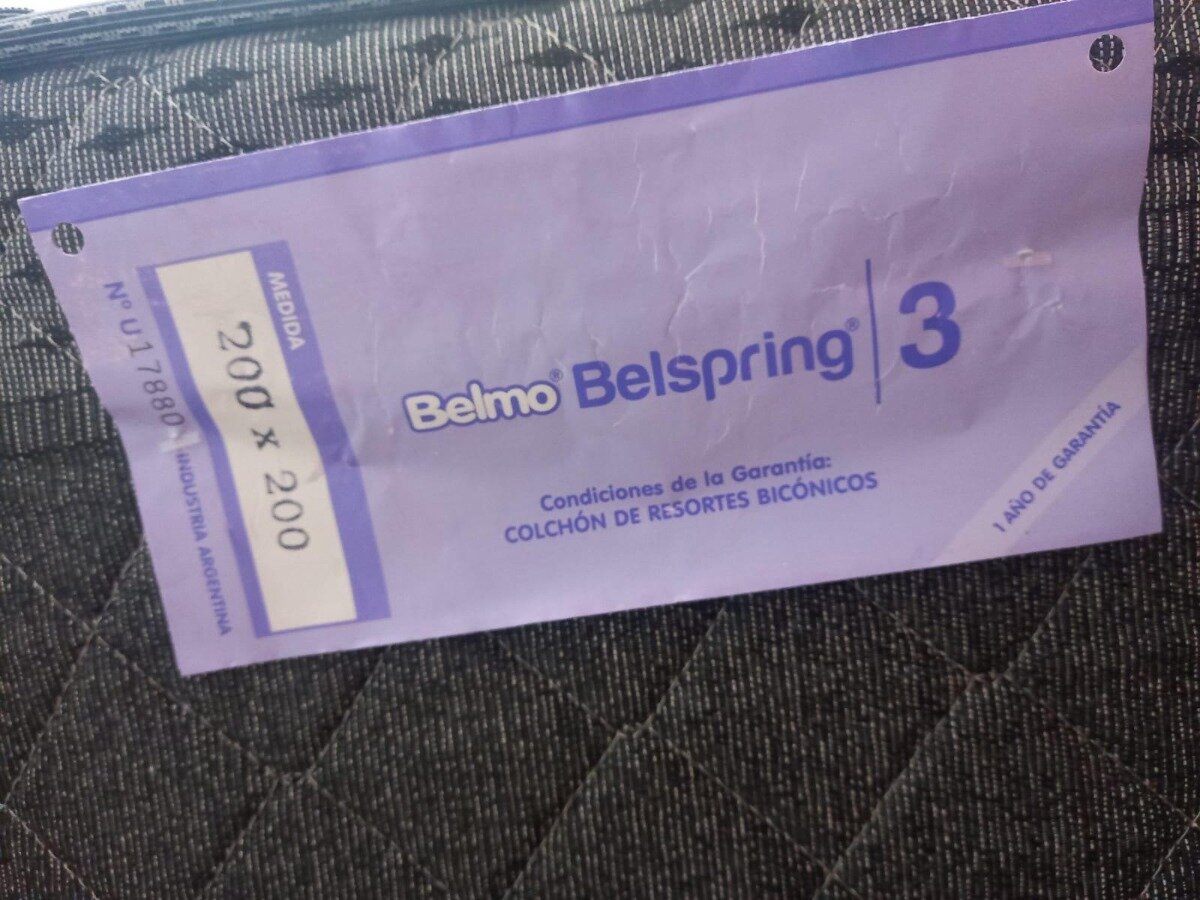 Nº U17880
INDUSTRIA ARGENTINA
MEDIDA
200 x 200
Belmo® Belspring® | 3
Condiciones de la Garantía:
COLCHÓN DE RESORTES BICÓNICOS
1 AÑO DE GARANTÍA